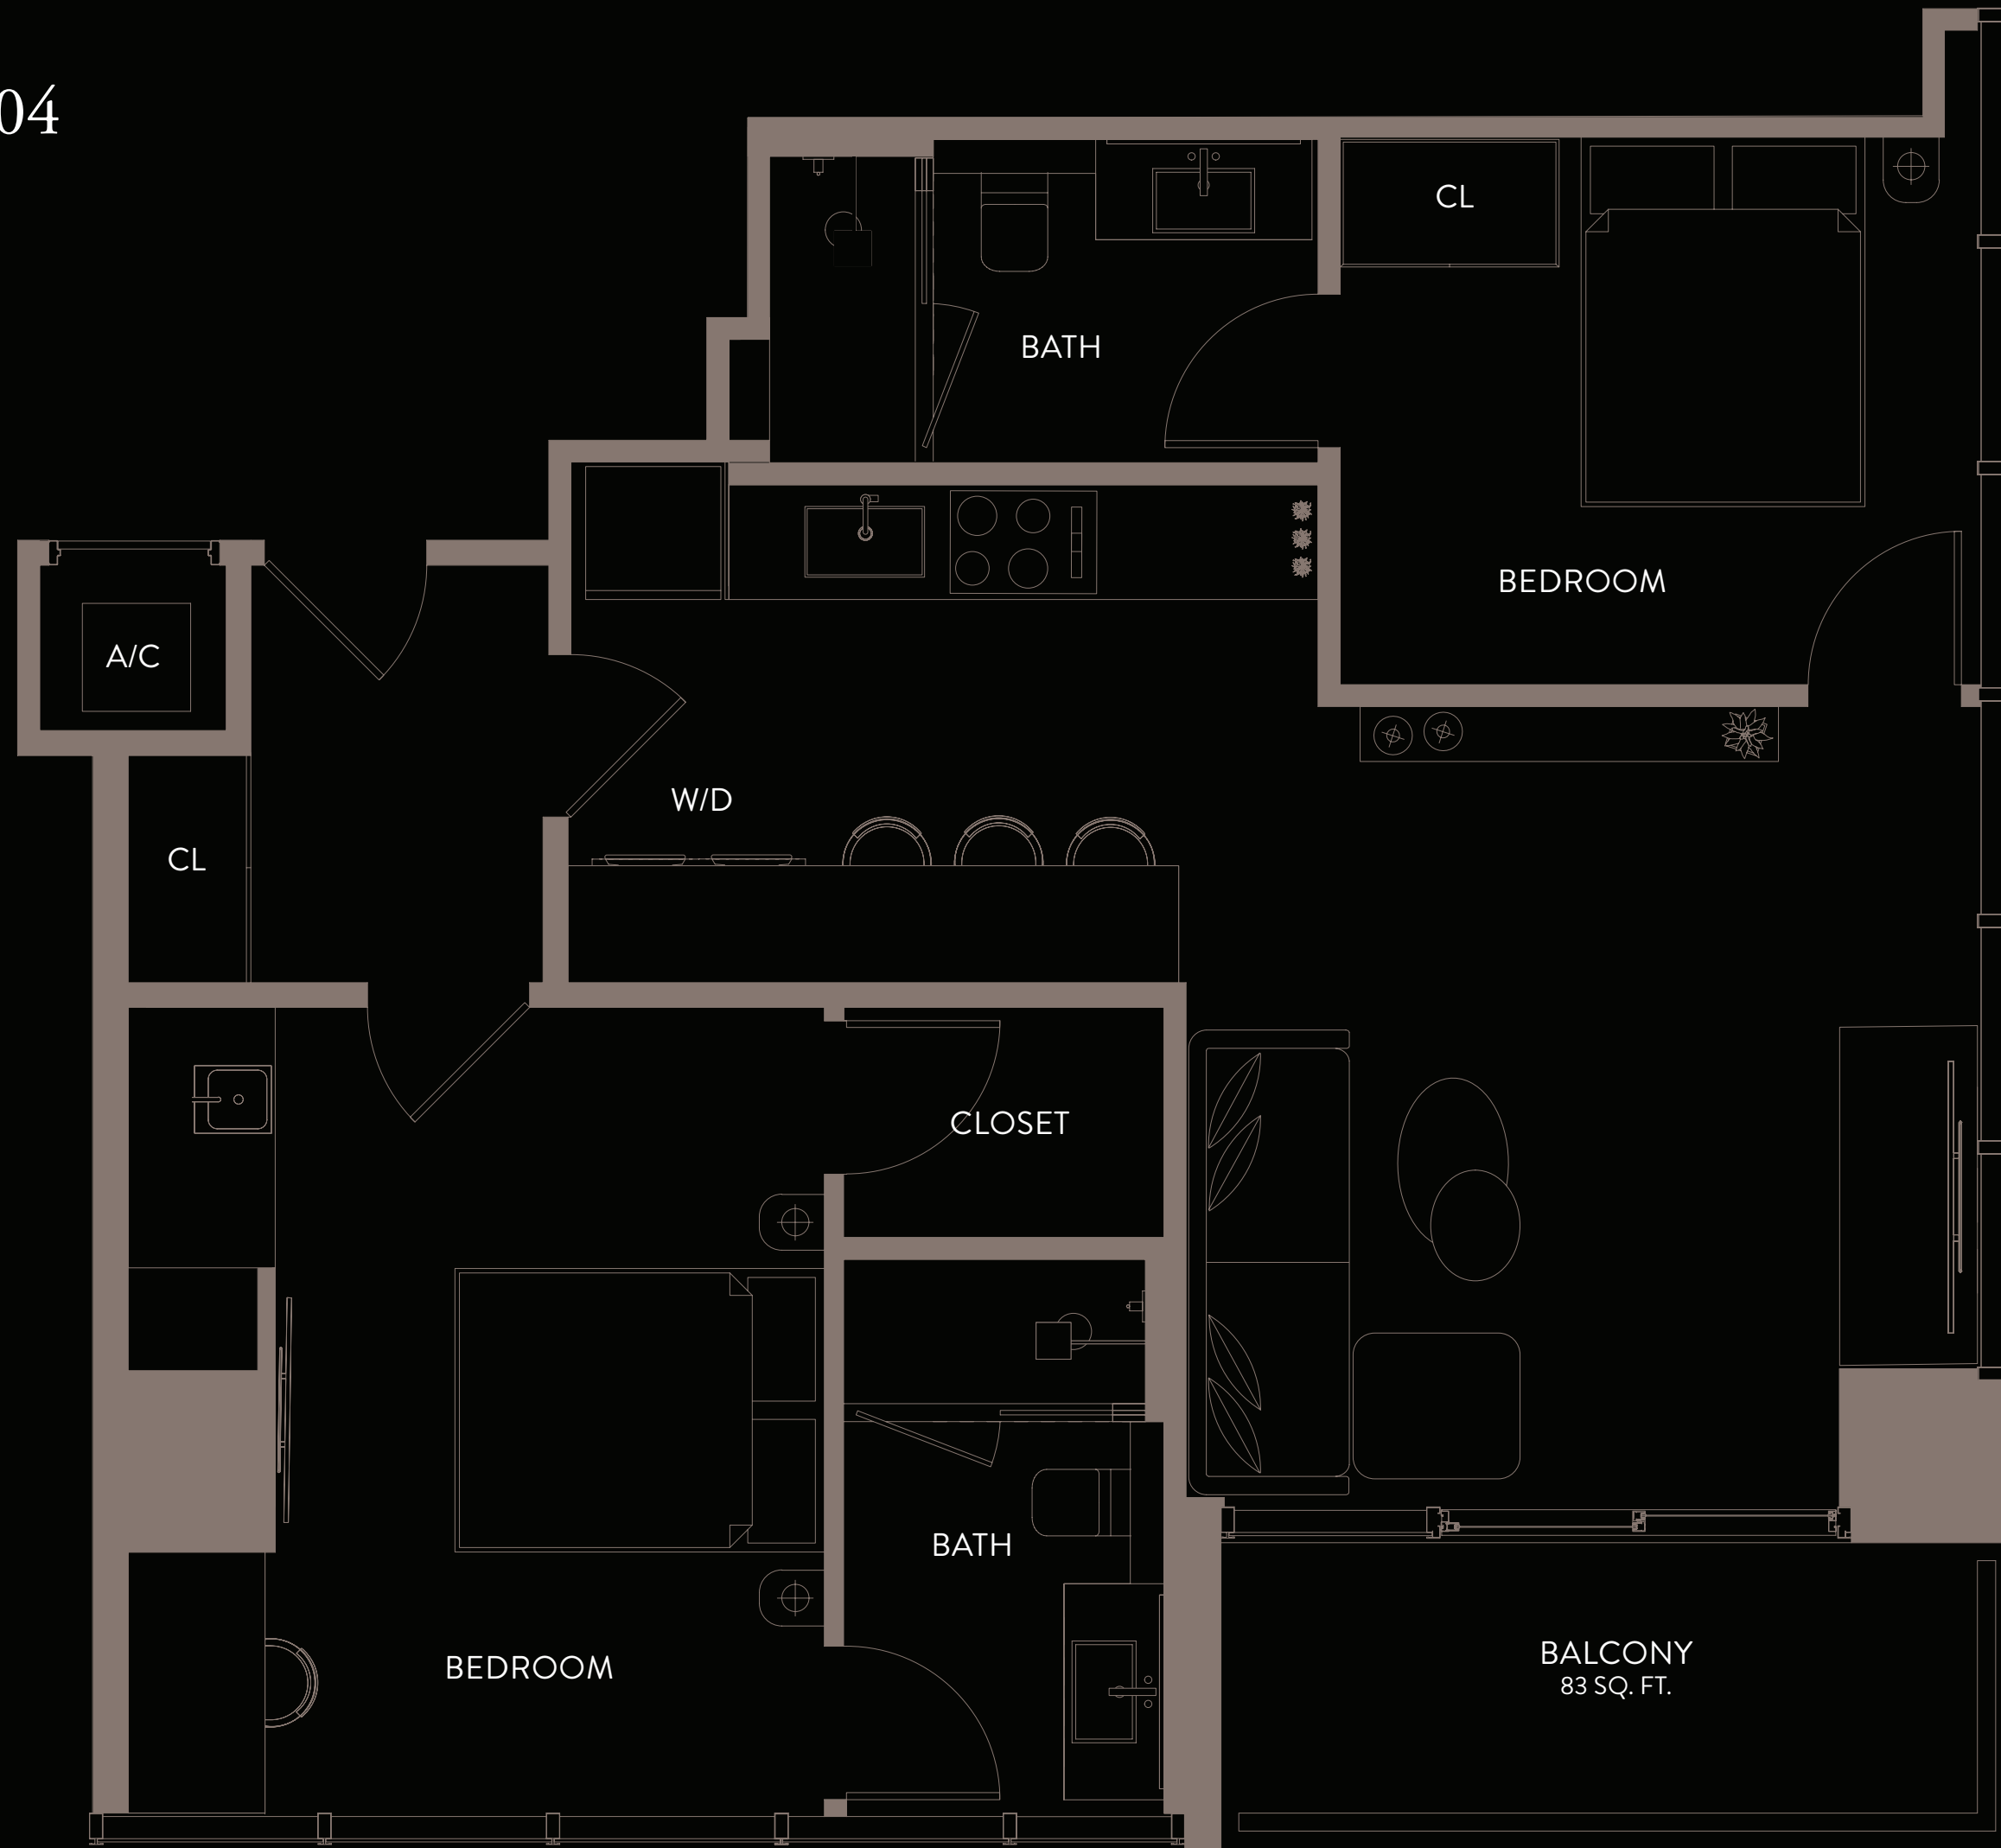 04
CL
BATH
BEDROOM
A/C
W/D
CL
CLOSET
BATH
BEDROOM
BALCONY
83 SQ. FT.